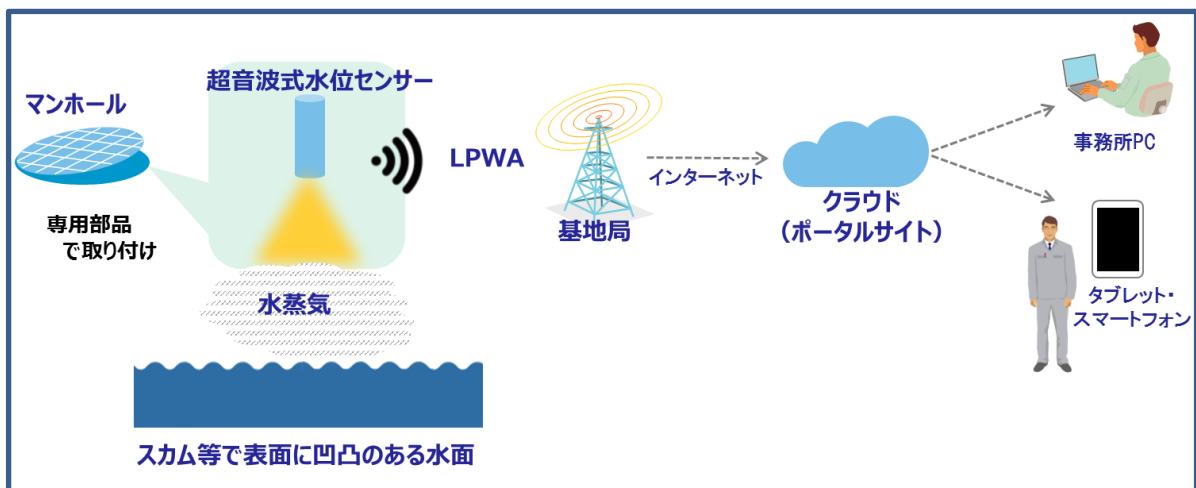 超音波式水位センサー
マンホール
専用部品
で取り付け
LPWA
水蒸気
スカム等で表面に凹凸のある水面
基地局
インターネット
クラウド
(ポータルサイト)
事務所PC
タブレット・
スマートフォン